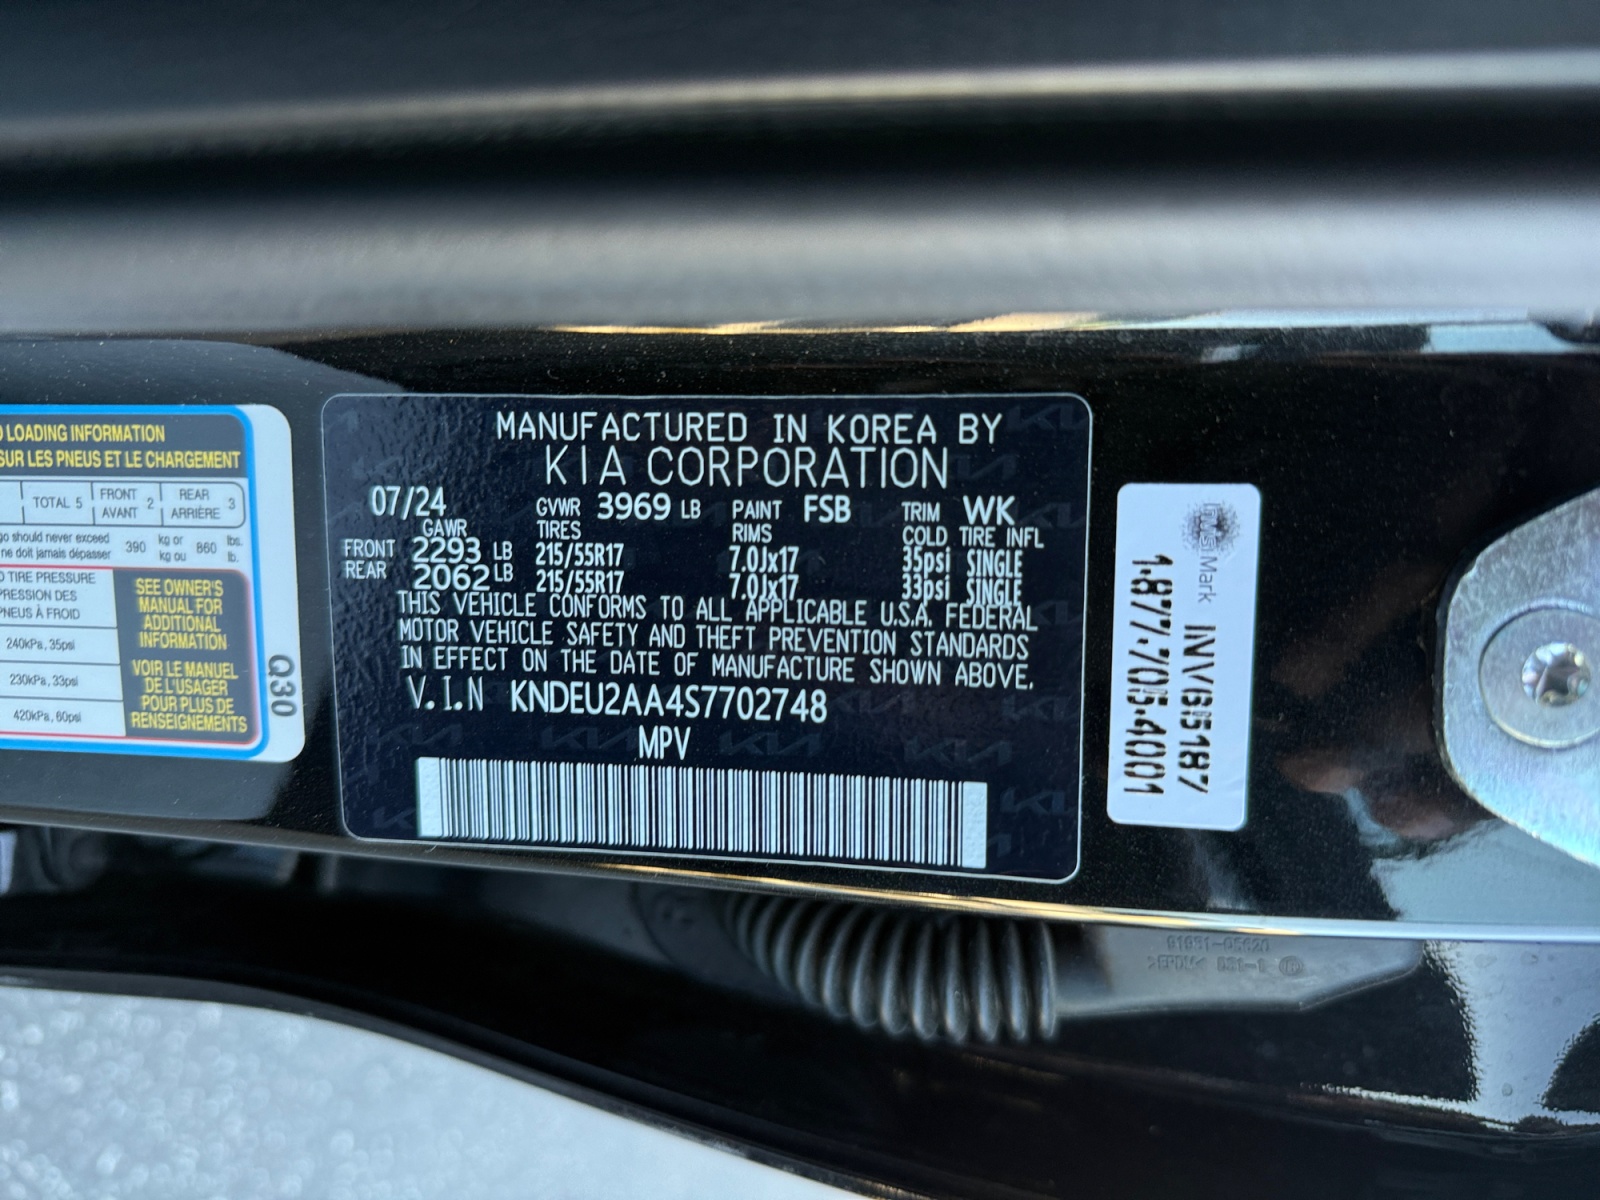 LOADING INFORMATION
SUR LES PNEUS ET LE CHARGEMENT
TOTAL 5 FRONT AVANT 2 REAR ARRIÈRE 3
go should never exceed
ne doit jamais dépasser 390 kg or kg ou 860 lbs. lb.
TIRE PRESSURE
PRESSION DES
PNEUS À FROID
240kPa, 35psi
230kPa, 33psi
420kPa, 60psi
SEE OWNER'S
MANUAL FOR
ADDITIONAL
INFORMATION
VOIR LE MANUEL
DE L'USAGER
POUR PLUS DE
RENSEIGNEMENTS
Q30
MANUFACTURED IN KOREA BY
KIA CORPORATION
07/24 GVWR 3969 LB PAINT FSB TRIM WK
GAWR TIRES RIMS COLD TIRE INFL
FRONT 2293 LB 215/55R17 7.0Jx17 35psi SINGLE
REAR 2062 LB 215/55R17 7.0Jx17 33psi SINGLE
THIS VEHICLE CONFORMS TO ALL APPLICABLE U.S.A. FEDERAL
MOTOR VEHICLE SAFETY AND THEFT PREVENTION STANDARDS
IN EFFECT ON THE DATE OF MANUFACTURE SHOWN ABOVE.
V.I.N KNDEU2AA4S7702748
MPV
Mark INV65187
1.877.705.4001